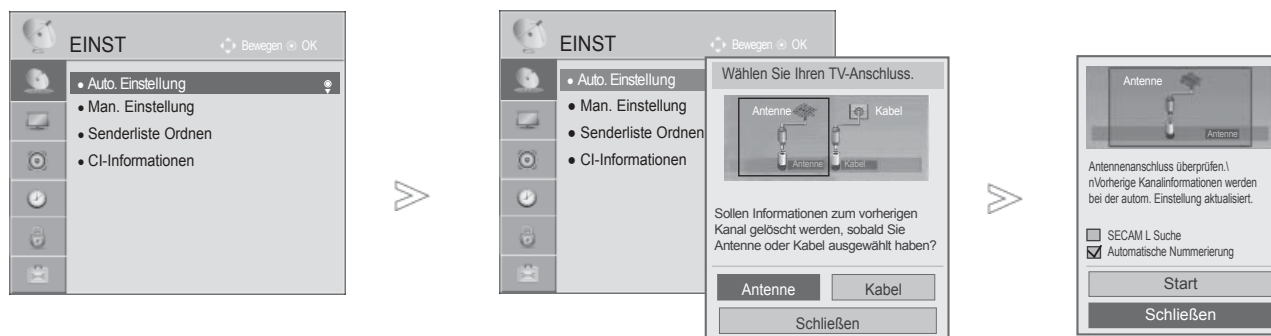 EINST
Bewegen OK
Auto. Einstellung
Man. Einstellung
Senderliste Ordnen
CI-Informationen
EINST
Bewegen OK
Auto. Einstellung
Man. Einstellung
Senderliste Ordnen
CI-Informationen
Wählen Sie Ihren TV-Anschluss.
Antenne
Kabel
Antenne
Kabel
Sollen Informationen zum vorherigen
Kanal gelöscht werden, sobald Sie
Antenne oder Kabel ausgewählt haben?
Antenne
Kabel
Schließen
Antenne
Antenne
Antennenanschluss überprüfen.\
nVorherige Kanalinformationen werden
bei der autom. Einstellung aktualisiert.
SECAM L Suche
Automatische Nummerierung
Start
Schließen